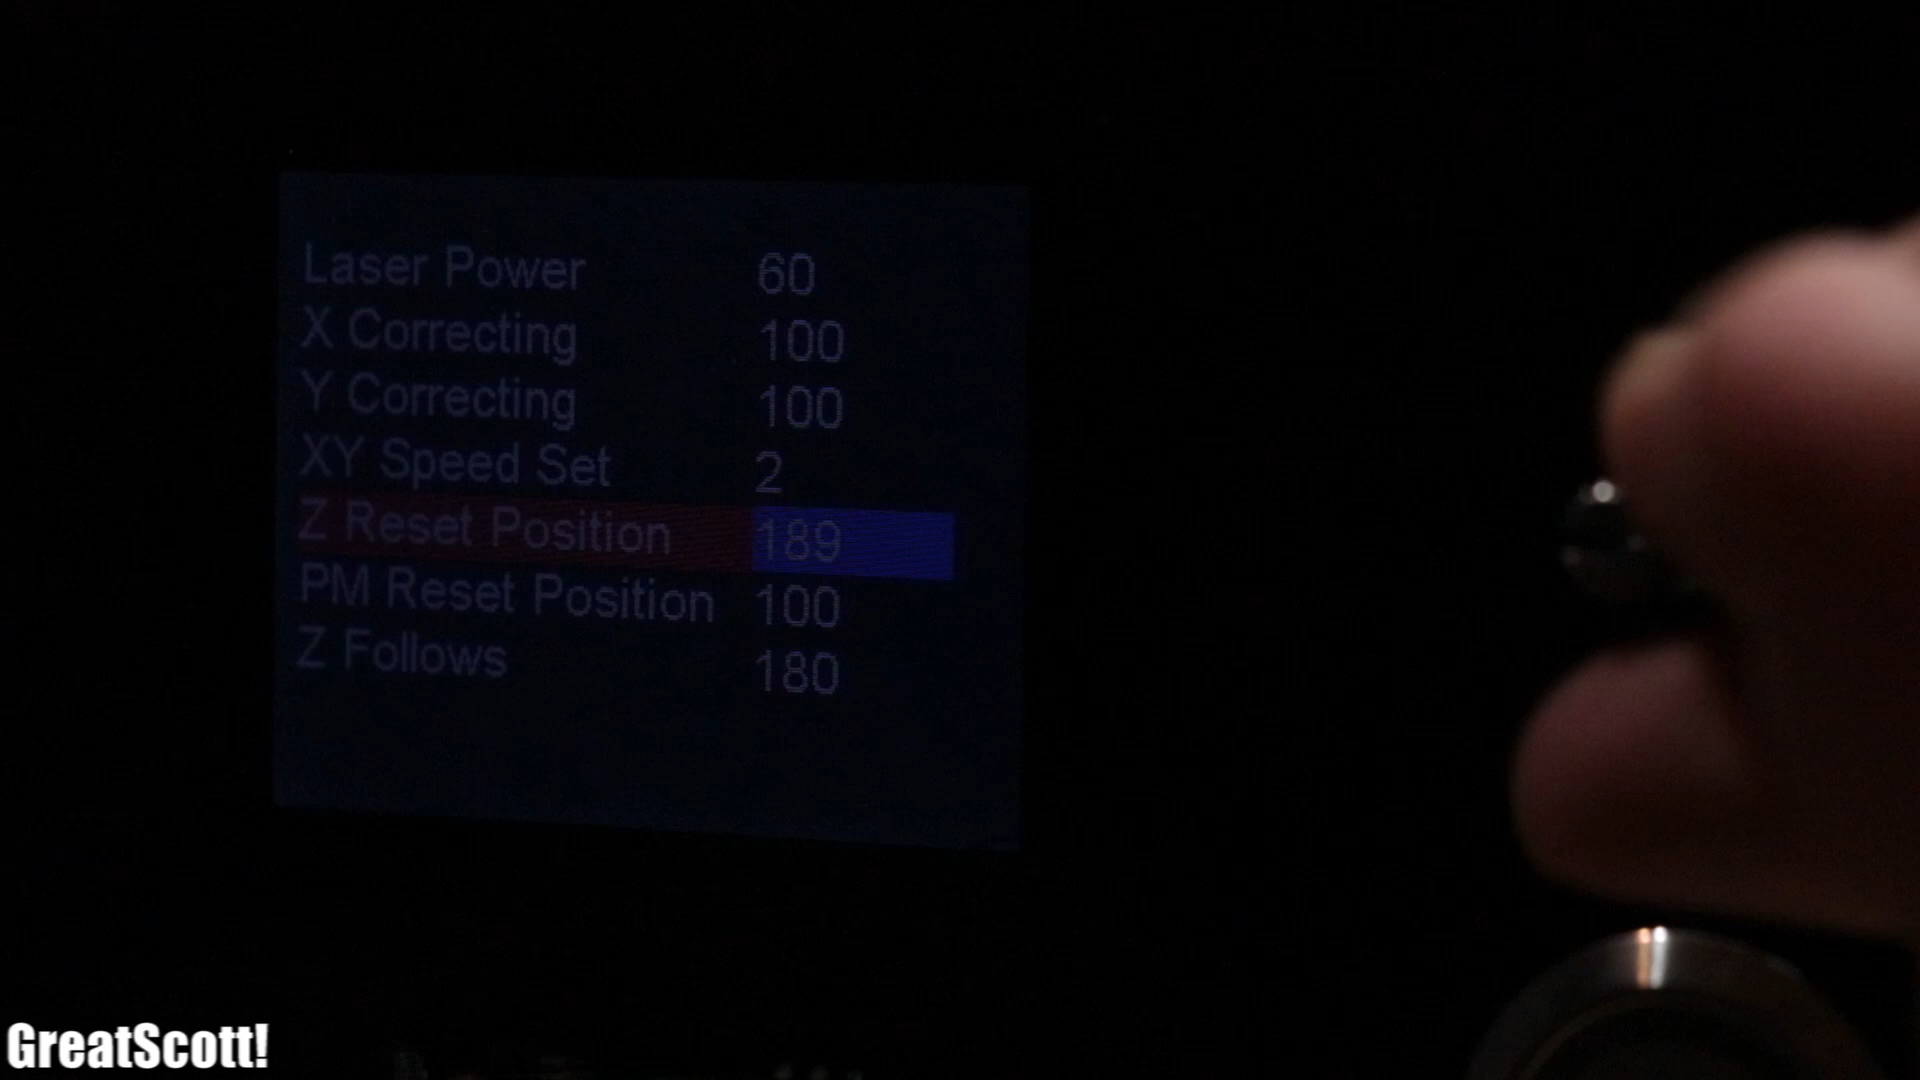 Laser Power 60
X Correcting 100
Y Correcting 100
XY Speed Set 2
Z Reset Position 189
PM Reset Position 100
Z Follows 180
GreatScott!